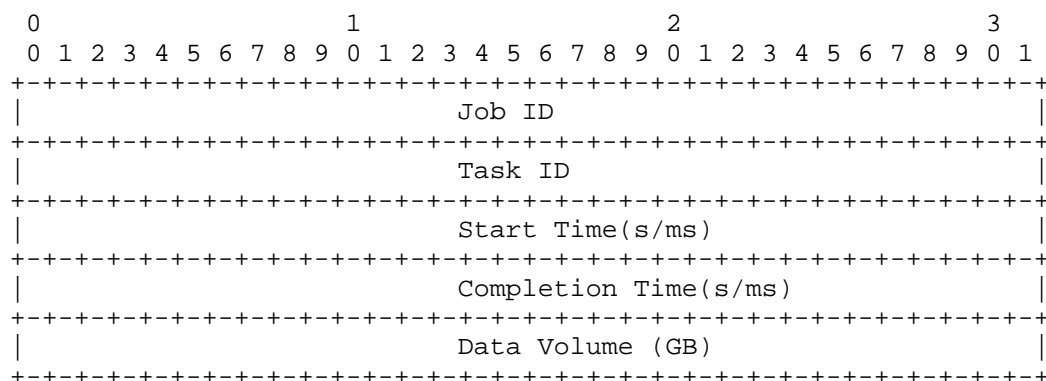 0                   1                   2                   3
 0 1 2 3 4 5 6 7 8 9 0 1 2 3 4 5 6 7 8 9 0 1 2 3 4 5 6 7 8 9 0 1
+-+-+-+-+-+-+-+-+-+-+-+-+-+-+-+-+-+-+-+-+-+-+-+-+-+-+-+-+-+-+-+-+
|                           Job ID                              |
+-+-+-+-+-+-+-+-+-+-+-+-+-+-+-+-+-+-+-+-+-+-+-+-+-+-+-+-+-+-+-+-+
|                           Task ID                             |
+-+-+-+-+-+-+-+-+-+-+-+-+-+-+-+-+-+-+-+-+-+-+-+-+-+-+-+-+-+-+-+-+
|                           Start Time(s/ms)                    |
+-+-+-+-+-+-+-+-+-+-+-+-+-+-+-+-+-+-+-+-+-+-+-+-+-+-+-+-+-+-+-+-+
|                           Completion Time(s/ms)               |
+-+-+-+-+-+-+-+-+-+-+-+-+-+-+-+-+-+-+-+-+-+-+-+-+-+-+-+-+-+-+-+-+
|                           Data Volume (GB)                    |
+-+-+-+-+-+-+-+-+-+-+-+-+-+-+-+-+-+-+-+-+-+-+-+-+-+-+-+-+-+-+-+-+